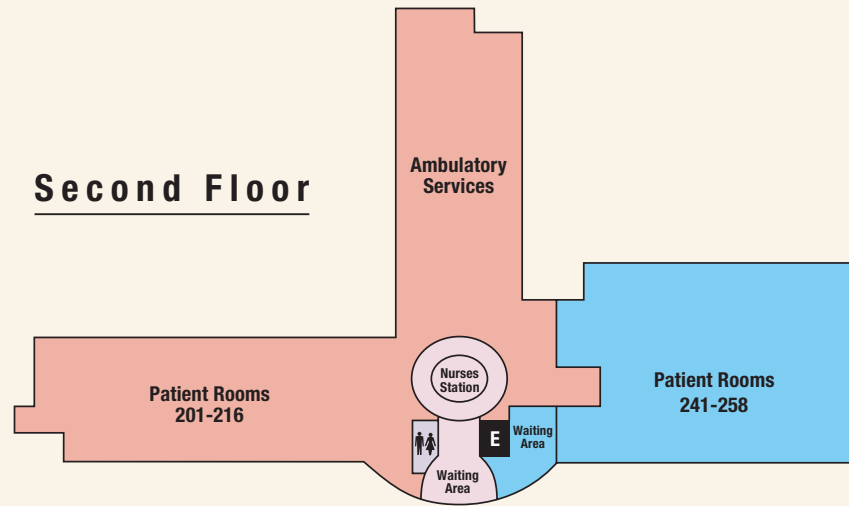 Second Floor
Ambulatory
Services
Nurses
Station
Patient Rooms
201-216
Patient Rooms
241-258
E
Waiting
Area
Waiting
Area